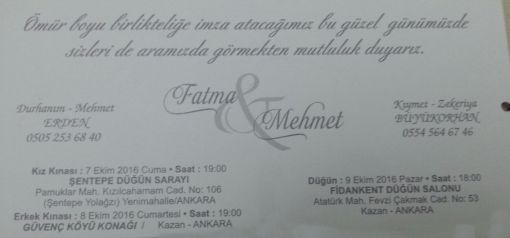 Ömür boyu birlikteliğe imza atacağımız bu güzel günümüzde
sizleri de aramızda görmekten mutluluk duyarız.
Fatma & Mehmet
Durhanım - Mehmet
ERDEN
0505 253 68 40
Kıymet - Zekeriya
BÜYÜKORHAN
0554 564 67 46
Kız Kınası : 7 Ekim 2016 Cuma • Saat : 19:00
ŞENTEPE DÜĞÜN SARAYI
Pamuklar Mah. Kızılcahamam Cad. No: 106
(Şentepe Yolağzı) Yenimahalle/ANKARA
Erkek Kınası : 8 Ekim 2016 Cumartesi • Saat : 19:00
GÜVENÇ KÖYÜ KONAĞI / Kazan - ANKARA
Düğün : 9 Ekim 2016 Pazar • Saat : 18:00
FİDANKENT DÜĞÜN SALONU
Atatürk Mah. Fevzi Çakmak Cad. No: 53
Kazan - ANKARA